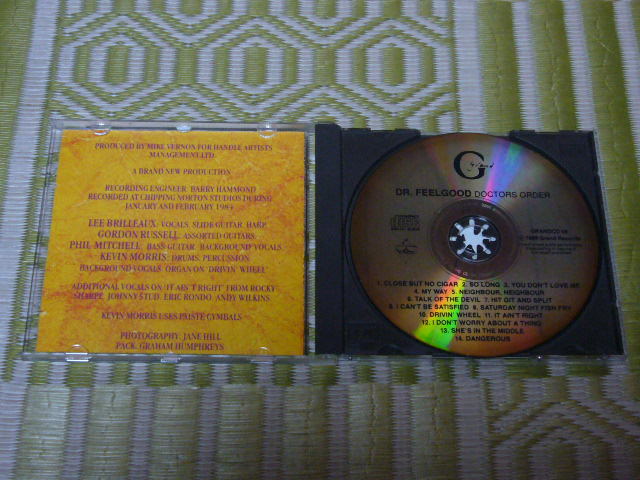 PRODUCED BY MIKE VERNON FOR HANDLE ARTISTS
MANAGEMENT LTD.
A BRAND NEW PRODUCTION
RECORDING ENGINEER BARRY HAMMOND
RECORDED AT CHIPPING NORTON STUDIOS DURING
JANUARY AND FEBRUARY 1984
LEE BRILLEAUX: VOCALS, SLIDE GUITAR, HARP.
GORDON RUSSELL: ASSORTED GUITARS.
PHIL MITCHELL: BASS GUITAR, BACKGROUND VOCALS.
KEVIN MORRIS: DRUMS, PERCUSSION,
BACKGROUND VOCALS. ORGAN ON DRIVIN' WHEEL
ADDITIONAL VOCALS ON IT AIN'T RIGHT FROM ROCKY
SHARPE, JOHNNY STUD, ERIC RONDO, ANDY WILKINS
KEVIN MORRIS USES PAISTE CYMBALS
PHOTOGRAPHY: JANE HILL
PACK: GRAHAM HUMPHREYS
G
DR. FEELGOOD DOCTORS ORDER
COMPACT
disc
DIGITAL AUDIO
Grand Records
1. CLOSE BUT NO CIGAR 2. SO LONG 3. YOU DON'T LOVE ME
4. MY WAY 5. NEIGHBOUR, NEIGHBOUR
6. TALK OF THE DEVIL 7. HIT GIT AND SPLIT
8. I CAN'T BE SATISFIED 9. SATURDAY NIGHT FISH FRY
10. DRIVIN' WHEEL 11. IT AIN'T RIGHT
12. I DON'T WORRY ABOUT A THING
13. SHE'S IN THE MIDDLE
14. DANGEROUS